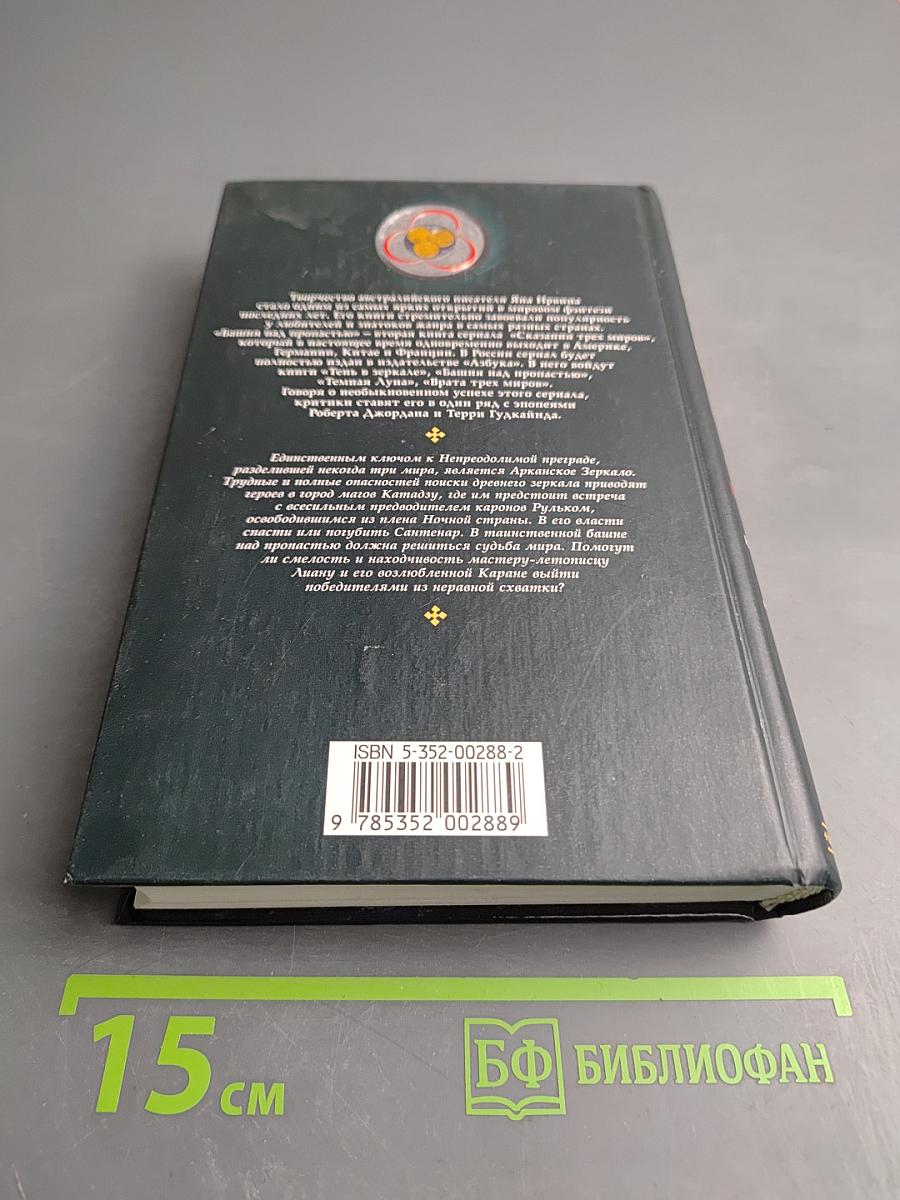 Творчество австралийского писателя Яна Ирвина
стало одним из самых ярких открытий в мировом фэнтези
последних лет. Его книги стремительно завоевали популярность
у любителей и знатоков жанра в самых разных странах.
«Башня над пропастью» – вторая книга сериала «Сказания трех миров»,
который в настоящее время одновременно выходит в Америке,
Германии, Китае и Франции. В России сериал будет
полностью издан в издательстве «Азбука». В него войдут
книги «Тень в зеркале», «Башня над пропастью»,
«Темная Луна», «Врата трех миров».
Говоря о необыкновенном успехе этого сериала,
критики ставят его в один ряд с эпопеями
Роберта Джордана и Терри Гудкайнда.
Единственным ключом к Непреодолимой преграде,
разделившей некогда три мира, является Арканское Зеркало.
Трудные и полные опасностей поиски древнего зеркала приводят
героев в город магов Катадзу, где им предстоит встреча
с всесильным предводителем каронов Рульком,
освободившимся из плена Ночной страны. В его власти
спасти или погубить Сантенар. В таинственной башне
над пропастью должна решиться судьба мира. Помогут
ли смелость и находчивость мастеру-летописцу
Лиану и его возлюбленной Каране выйти
победителями из неравной схватки?
ISBN 5-352-00288-2
9 785352 002889
15 см
БФ БИБЛИОФАН